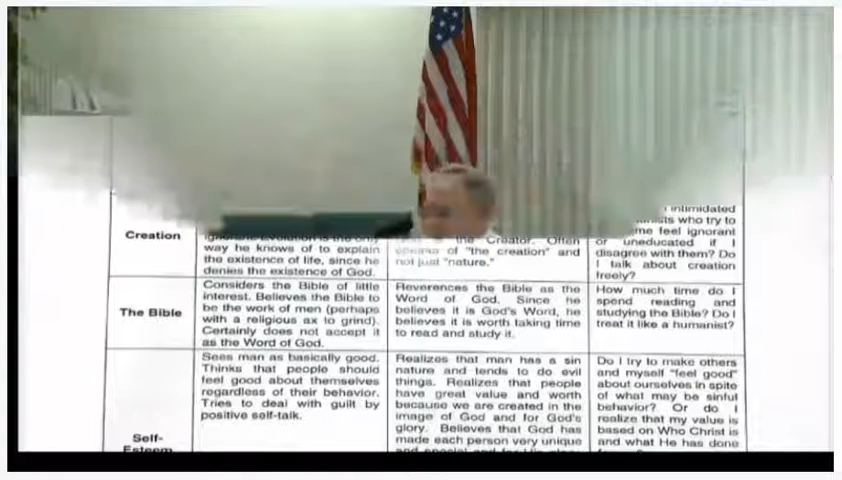 Creation
way he knows of to explain
the existence of life, since he
denies the existence of God.
the Creator. Often
speaks of "the creation" and
not just "nature."
intimidated
who try to
me feel ignorant
or uneducated if I
disagree with them? Do
I talk about creation
freely?
The Bible
Considers the Bible of little
interest. Believes the Bible to
be the work of men (perhaps
with a religious ax to grind).
Certainly does not accept it
as the Word of God.
Reverences the Bible as the
Word of God. Since he
believes it is God's Word, he
believes it is worth taking time
to read and study it.
How much time do I
spend reading and
studying the Bible? Do I
treat it like a humanist?
Self-
Esteem
Sees man as basically good.
Thinks that people should
feel good about themselves
regardless of their behavior.
Tries to deal with guilt by
positive self-talk.
Realizes that man has a sin
nature and tends to do evil
things. Realizes that people
have great value and worth
because we are created in the
image of God and for God's
glory. Believes that God has
made each person very unique
Do I try to make others
and myself "feel good"
about ourselves in spite
of what may be sinful
behavior? Or do I
realize that my value is
based on Who Christ is
and what He has done